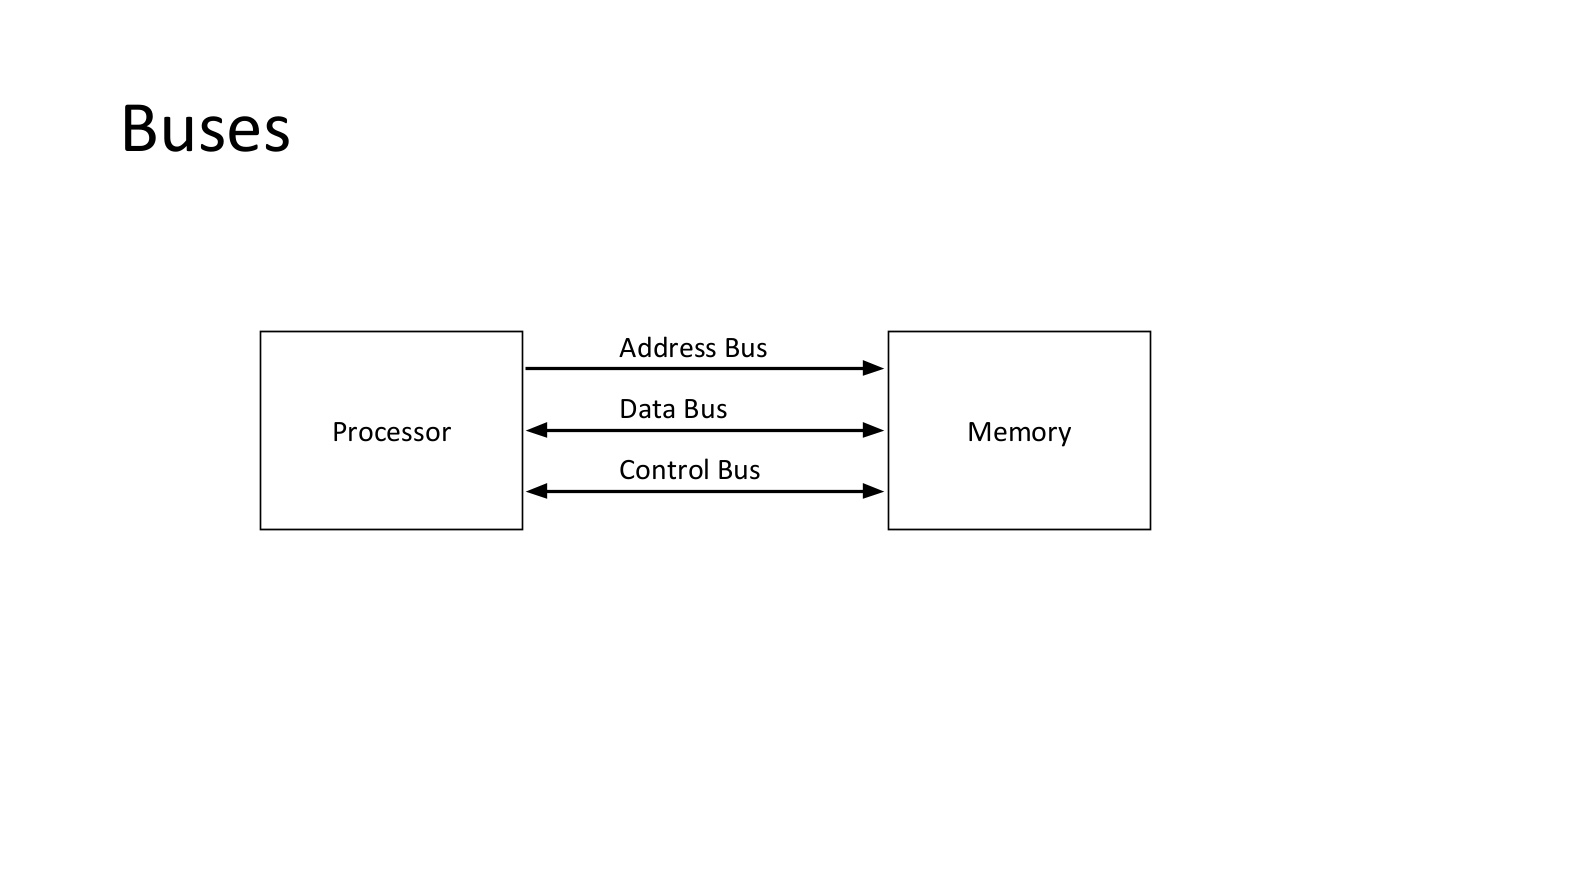 Buses
Address Bus
Data Bus
Processor
Memory
Control Bus